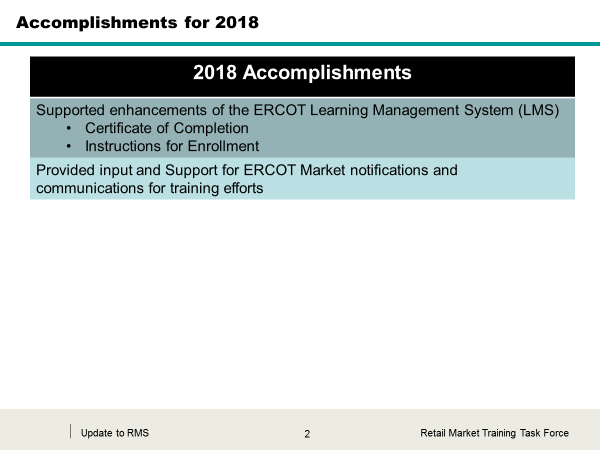 Accomplishments for 2018
2018 Accomplishments
Supported enhancements of the ERCOT Learning Management System (LMS)
• Certificate of Completion
• Instructions for Enrollment
Provided input and Support for ERCOT Market notifications and
communications for training efforts
Update to RMS
2
Retail Market Training Task Force